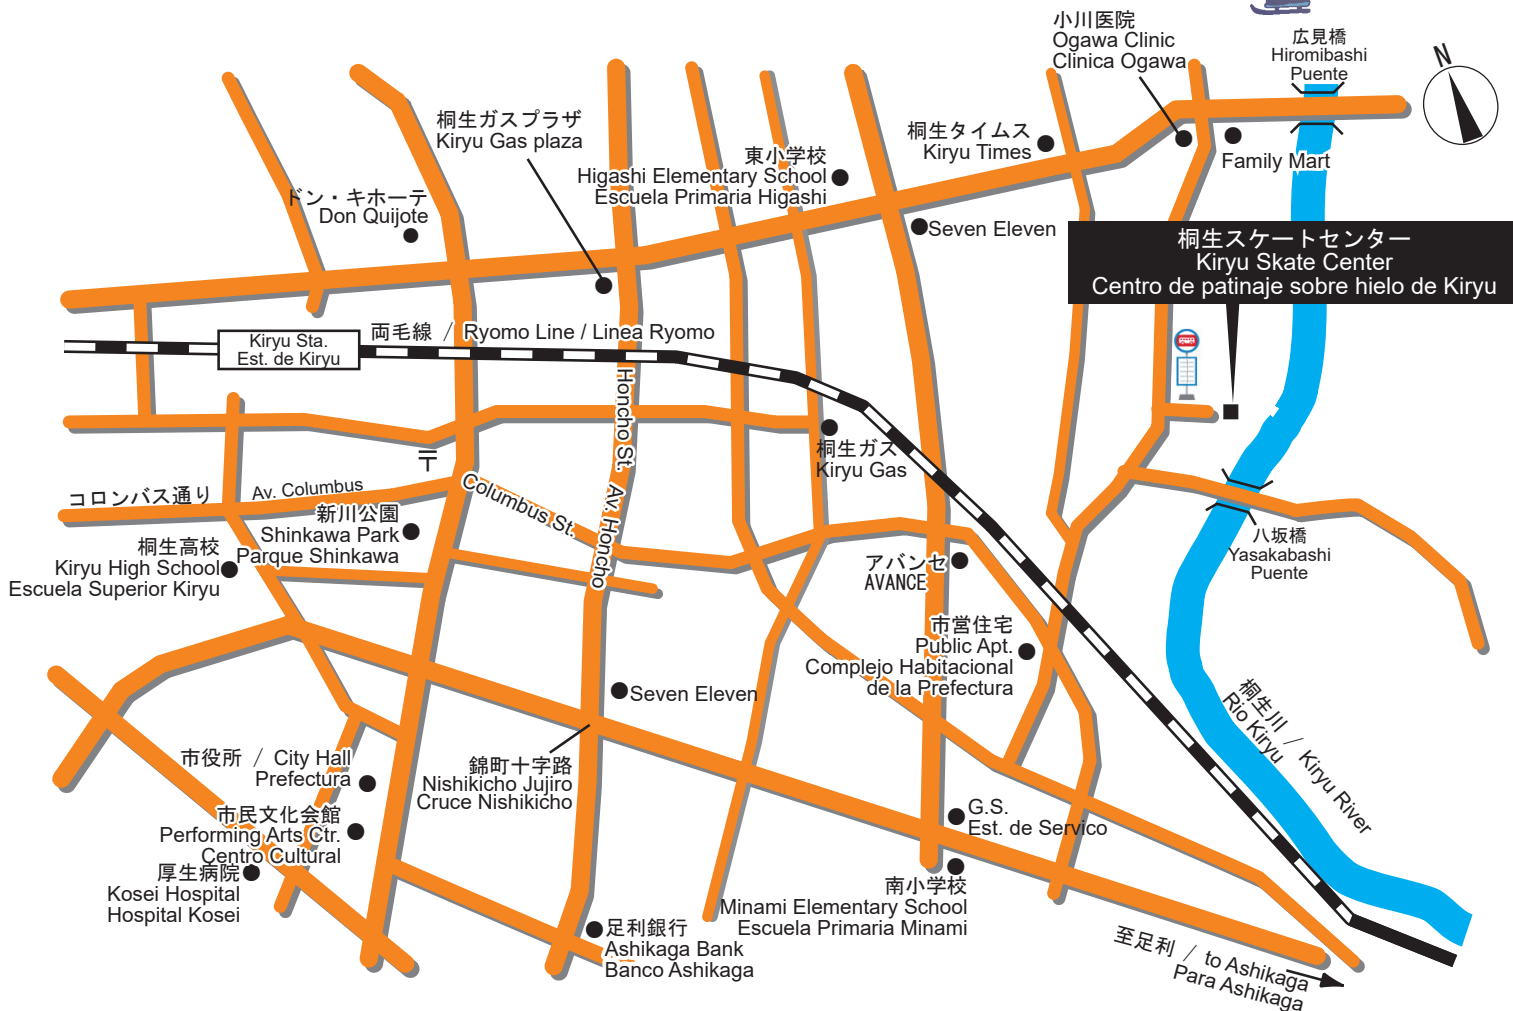 小川医院
Ogawa Clinic
Clinica Ogawa
広見橋
Hiromibashi
Puente
N
桐生ガスプラザ
Kiryu Gas plaza
東小学校
Higashi Elementary School
Escuela Primaria Higashi
桐生タイムス
Kiryu Times
Family Mart
ドン・キホーテ
Don Quijote
Seven Eleven
桐生スケートセンター
Kiryu Skate Center
Centro de patinaje sobre hielo de Kiryu
Kiryu Sta.
Est. de Kiryu
両毛線 / Ryomo Line / Linea Ryomo
Honcho St.
Av. Honcho
桐生ガス
Kiryu Gas
〒
コロンバス通り
Av. Columbus
Columbus St.
新川公園
Shinkawa Park
Parque Shinkawa
桐生高校
Kiryu High School
Escuela Superior Kiryu
アバンセ
AVANCE
八坂橋
Yasakabashi
Puente
市営住宅
Public Apt.
Complejo Habitacional
de la Prefectura
Seven Eleven
桐生川 / Kiryu River
Rio Kiryu
市役所 / City Hall
Prefectura
錦町十字路
Nishikicho Jujiro
Cruce Nishikicho
市民文化会館
Performing Arts Ctr.
Centro Cultural
厚生病院
Kosei Hospital
Hospital Kosei
G.S.
Est. de Servico
南小学校
Minami Elementary School
Escuela Primaria Minami
足利銀行
Ashikaga Bank
Banco Ashikaga
至足利 / to Ashikaga
Para Ashikaga